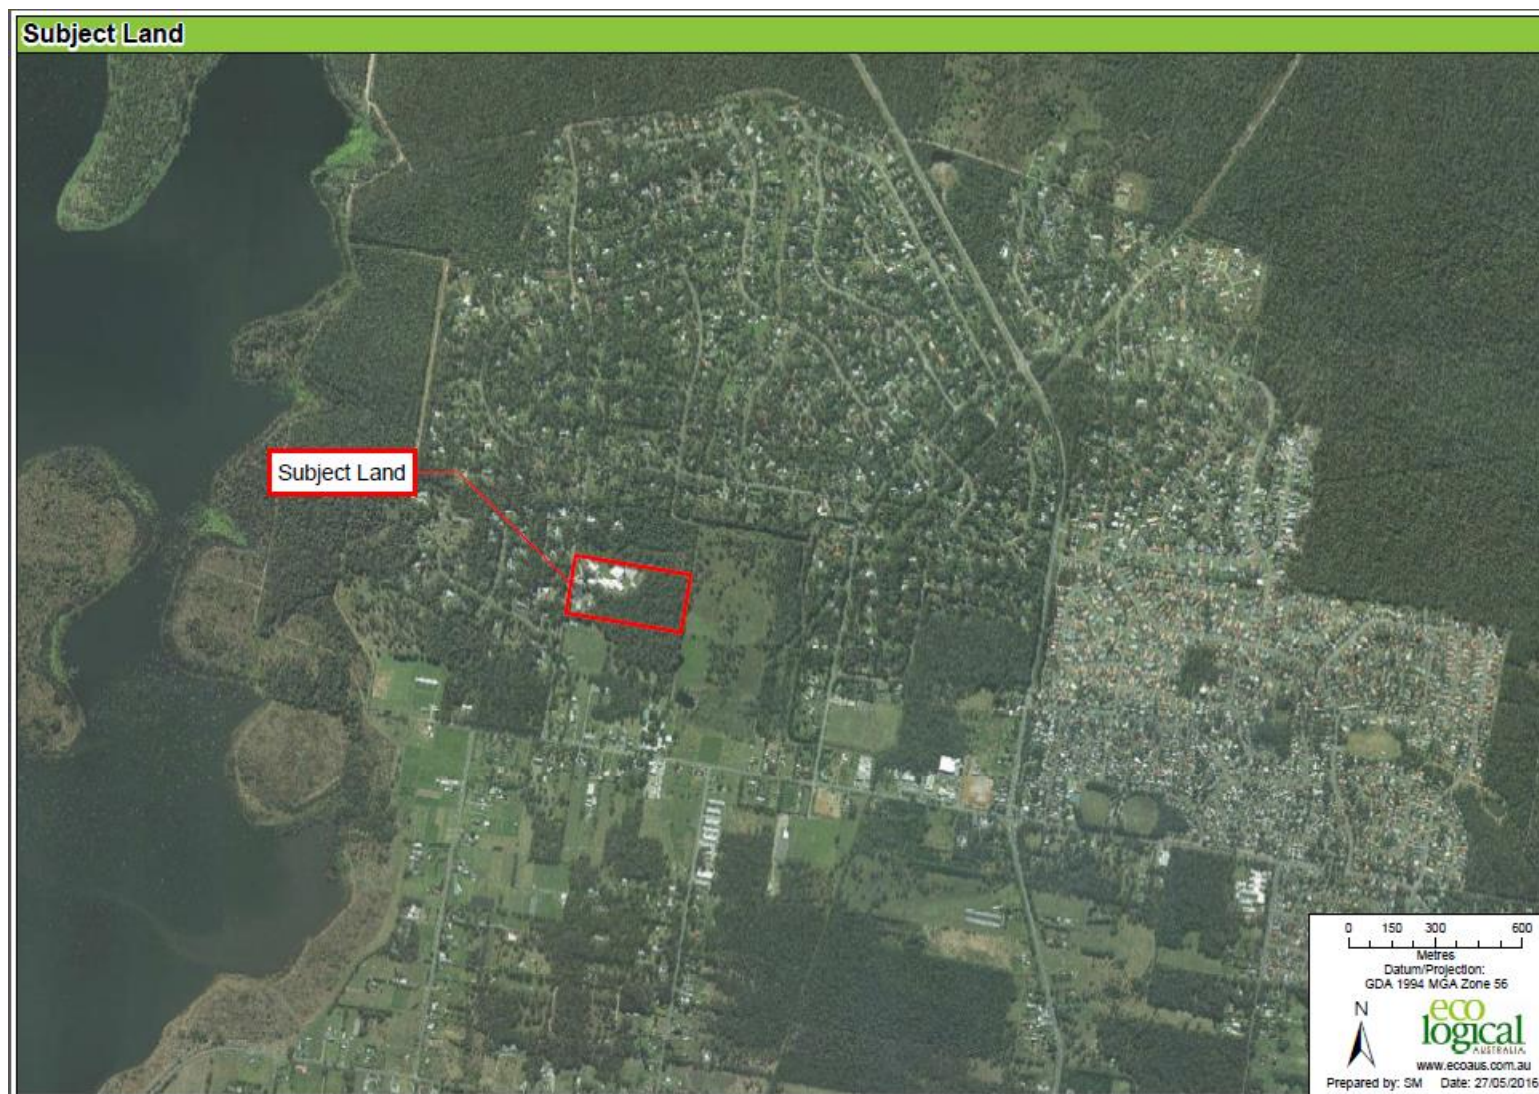 Subject Land
Subject Land
0 150 300 600
Metres
Datum/Projection:
GDA 1994 MGA Zone 56
N
eco
logical
AUSTRALIA
www.ecoaus.com.au
Prepared by: SM Date: 27/05/2016